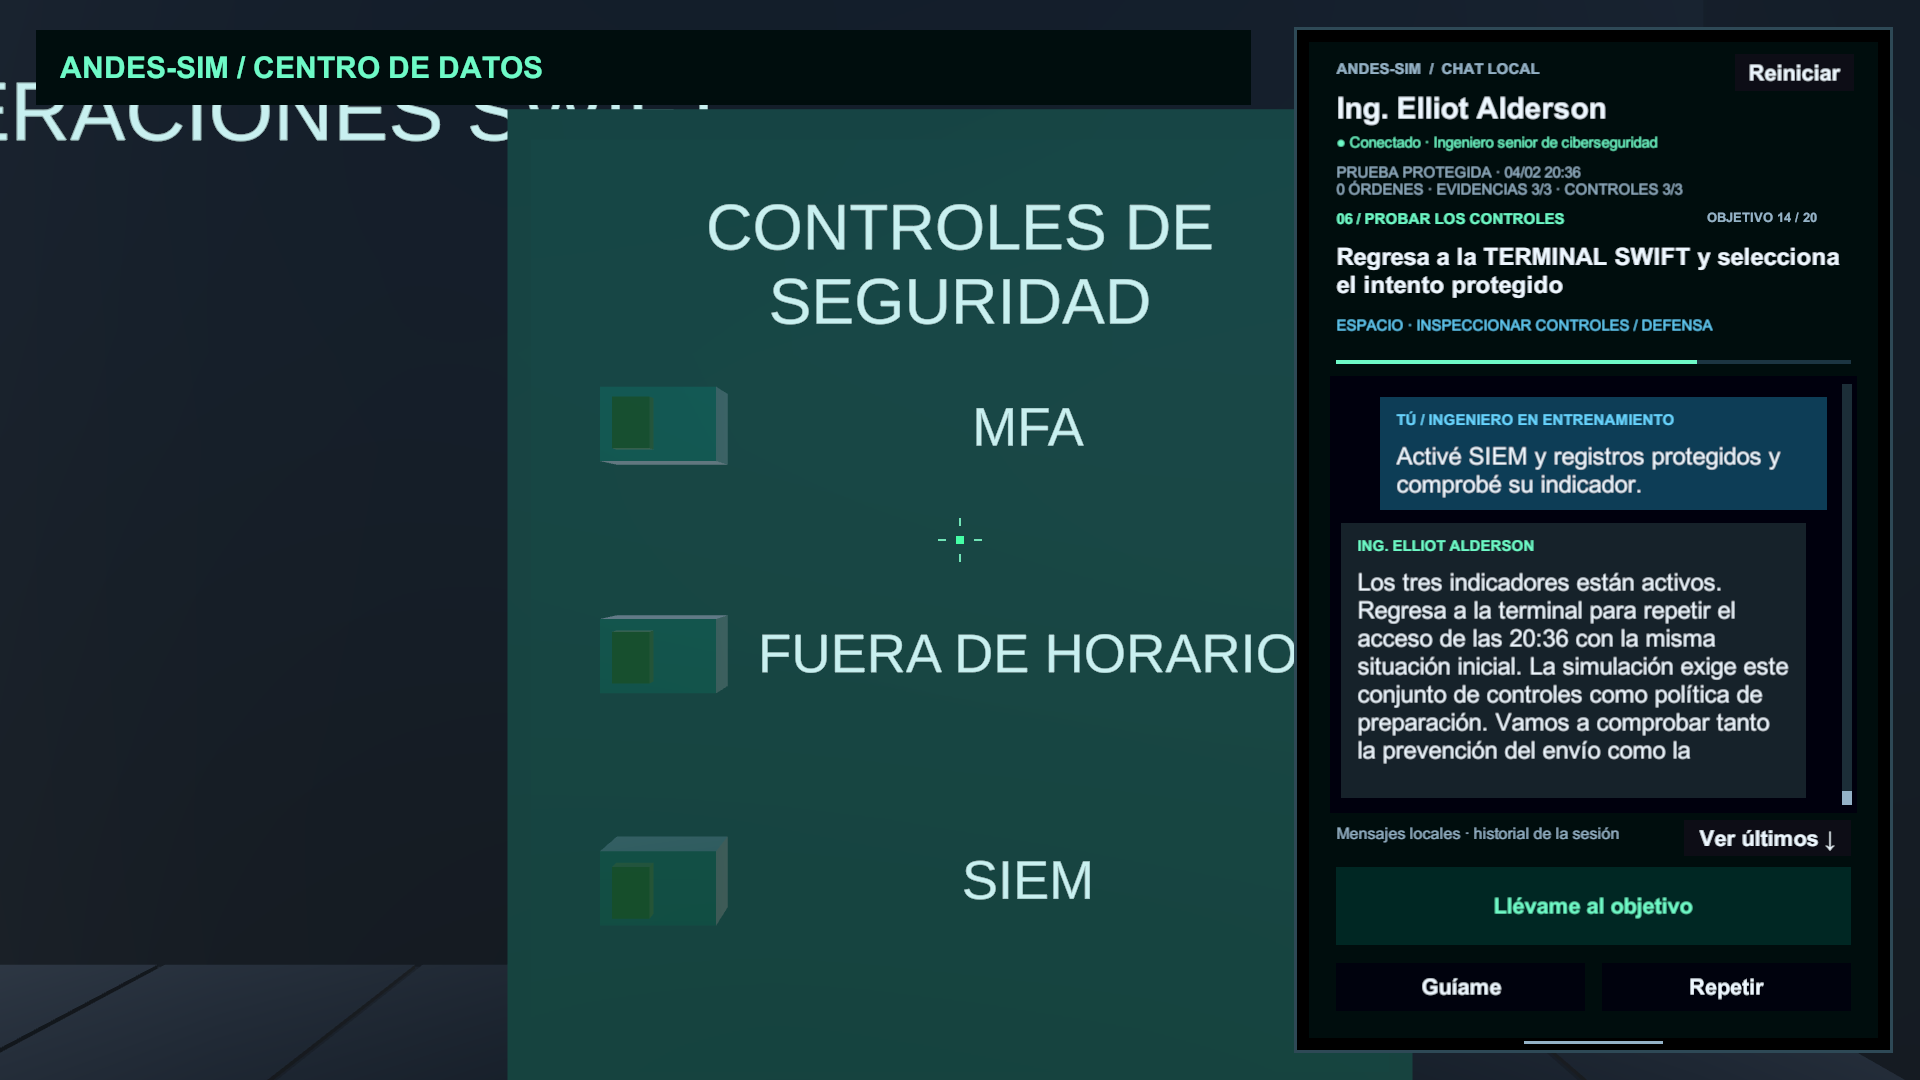 ANDES-SIM / CENTRO DE DATOS
ERACIONES SWIFT
CONTROLES DE
SEGURIDAD
MFA
FUERA DE HORARIO
SIEM
ANDES-SIM / CHAT LOCAL
Reiniciar
Ing. Elliot Alderson
● Conectado · Ingeniero senior de ciberseguridad
PRUEBA PROTEGIDA · 04/02 20:36
0 ÓRDENES · EVIDENCIAS 3/3 · CONTROLES 3/3
06 / PROBAR LOS CONTROLES
OBJETIVO 14 / 20
Regresa a la TERMINAL SWIFT y selecciona
el intento protegido
ESPACIO · INSPECCIONAR CONTROLES / DEFENSA
TÚ / INGENIERO EN ENTRENAMIENTO
Activé SIEM y registros protegidos y
comprobé su indicador.
ING. ELLIOT ALDERSON
Los tres indicadores están activos.
Regresa a la terminal para repetir el
acceso de las 20:36 con la misma
situación inicial. La simulación exige este
conjunto de controles como política de
preparación. Vamos a comprobar tanto
la prevención del envío como la
Mensajes locales · historial de la sesión
Ver últimos ↓
Llévame al objetivo
Guíame
Repetir